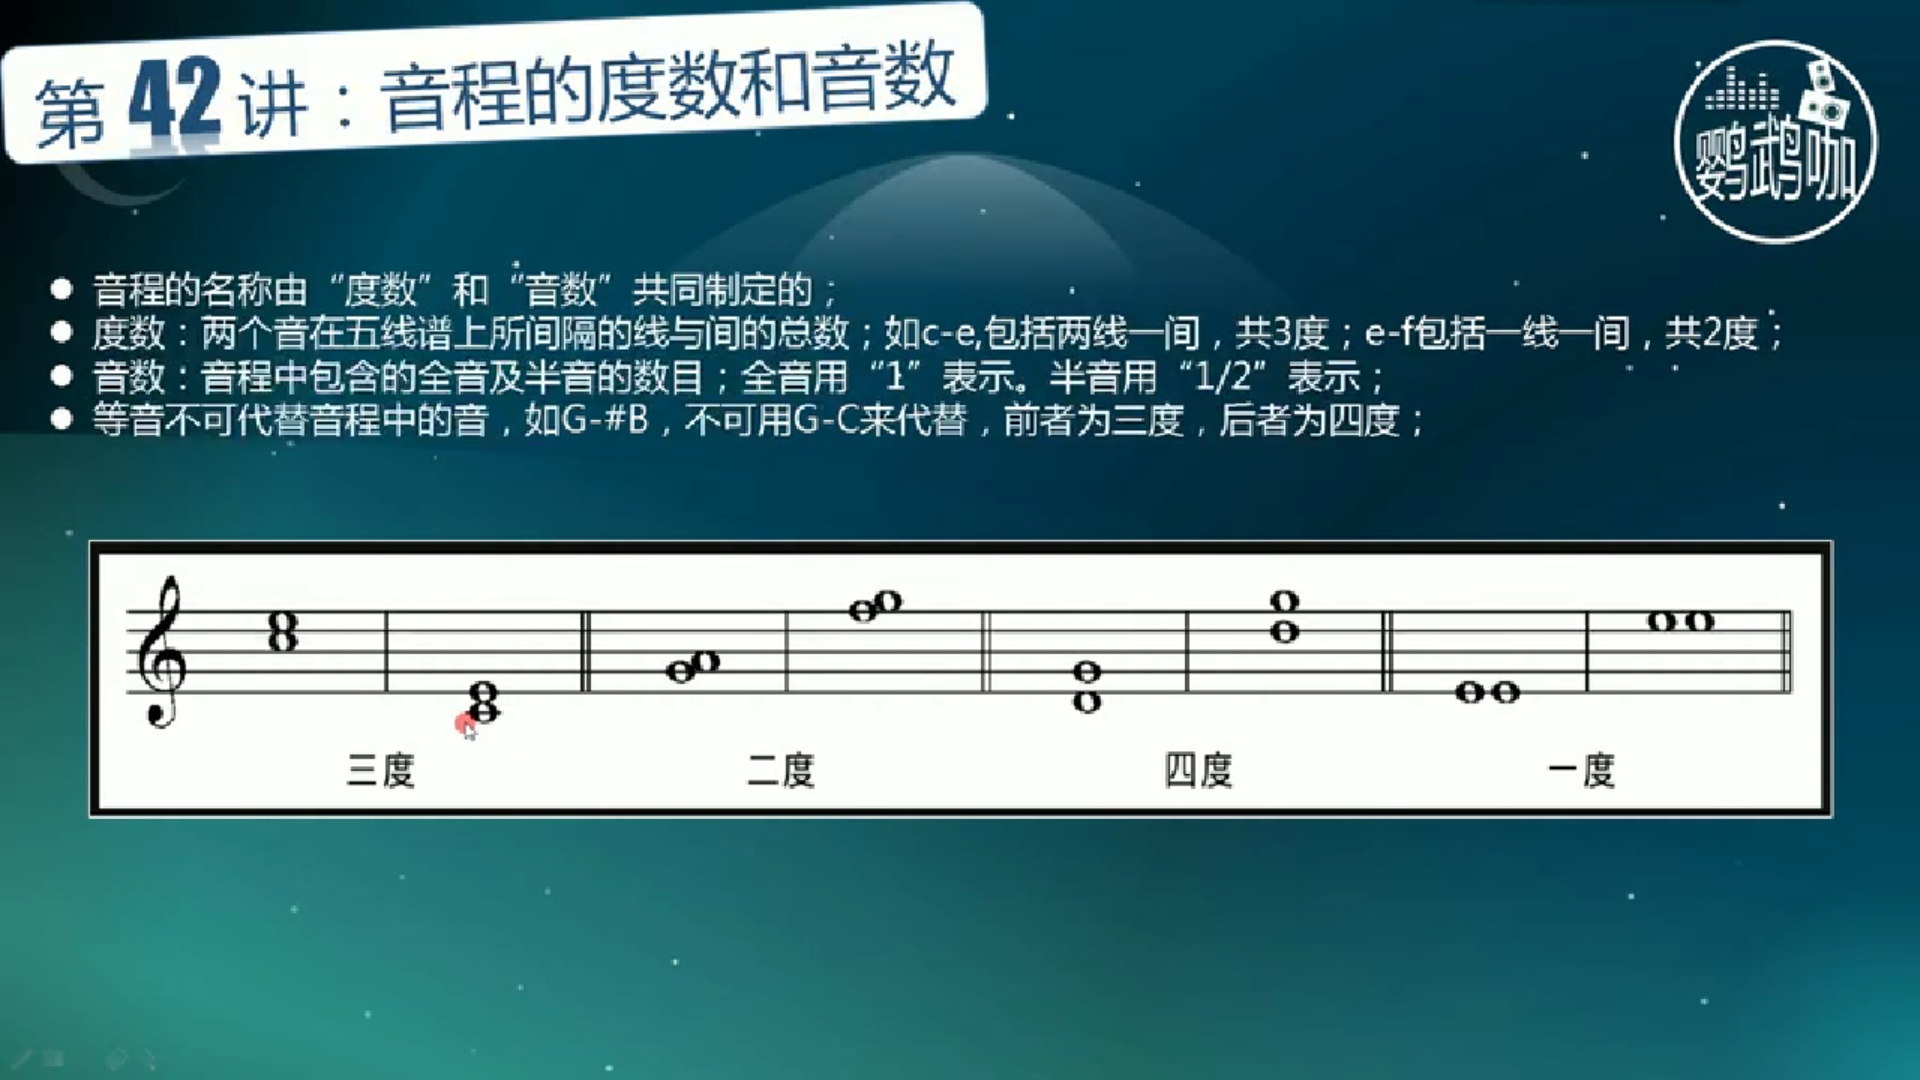 第42讲：音程的度数和音数
鹦鹉咖
音程的名称由“度数”和“音数”共同制定的；
度数：两个音在五线谱上所间隔的线与间的总数；如c-e,包括两线一间，共3度；e-f包括一线一间，共2度；
音数：音程中包含的全音及半音的数目；全音用“1”表示。半音用“1/2”表示；
等音不可代替音程中的音，如G-#B，不可用G-C来代替，前者为三度，后者为四度；
三度 二度 四度 一度